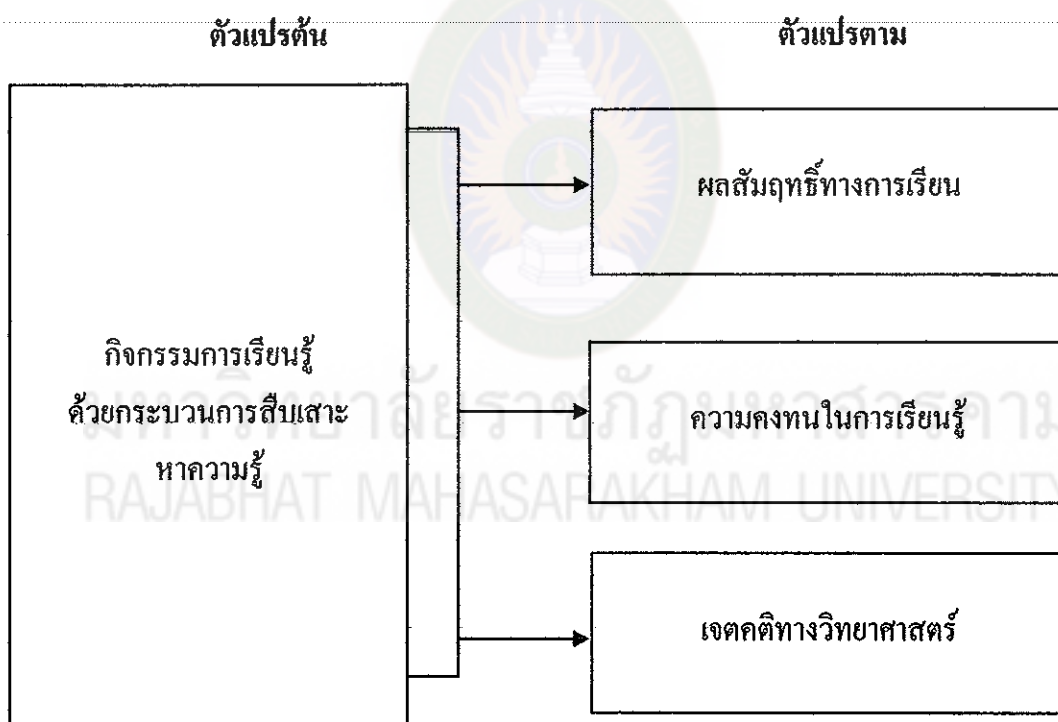 ตัวแปรต้น
ตัวแปรตาม
กิจกรรมการเรียนรู้
ด้วยกระบวนการสืบเสาะ
หาความรู้
ผลสัมฤทธิ์ทางการเรียน
ความคงทนในการเรียนรู้
เจตคติทางวิทยาศาสตร์
มหาวิทยาลัยราชภัฏมหาสารคาม
RAJABHAT MAHASARAKHAM UNIVERSITY